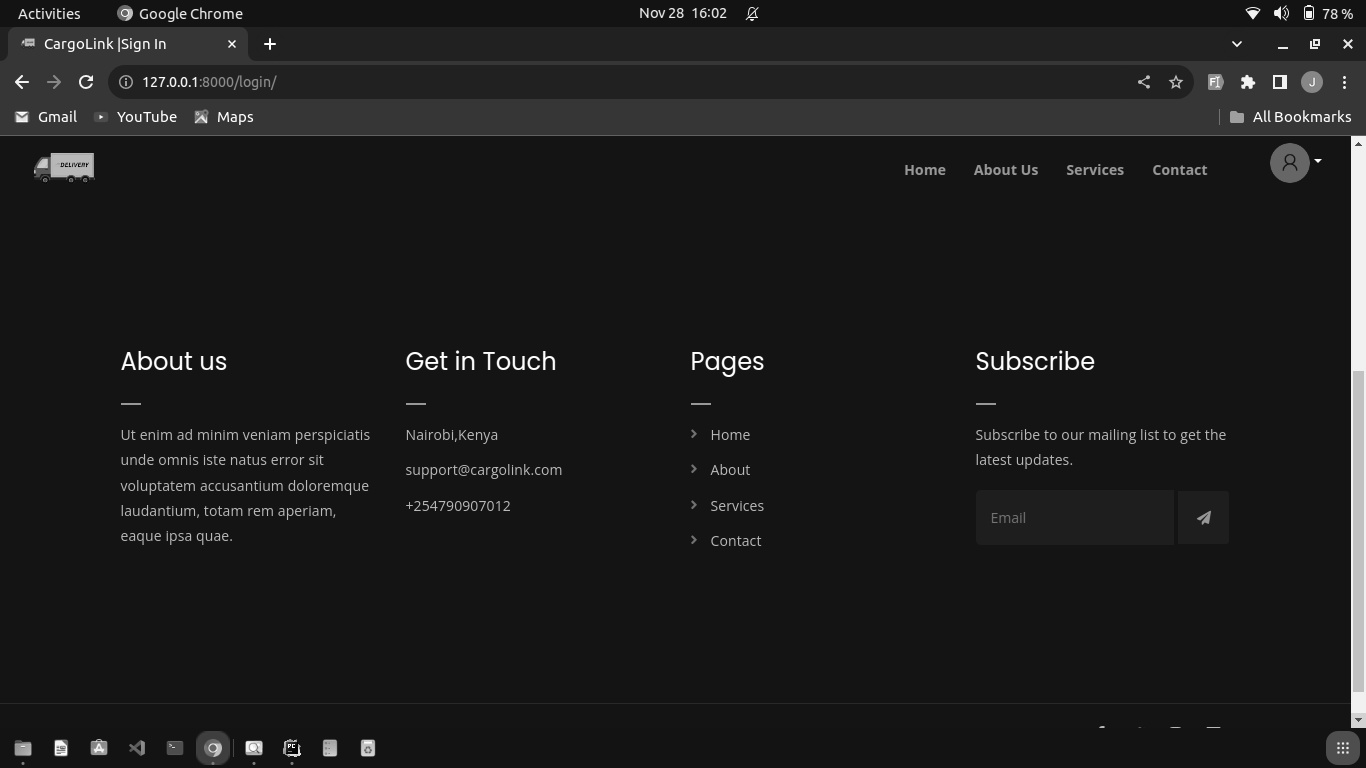 Activities Google Chrome Nov 28 16:02 78 %
CargoLink |Sign In
127.0.0.1:8000/login/ J
Gmail YouTube Maps All Bookmarks
DELIVERY Home About Us Services Contact
About us
Ut enim ad minim veniam perspiciatis
unde omnis iste natus error sit
voluptatem accusantium doloremque
laudantium, totam rem aperiam,
eaque ipsa quae.
Get in Touch
Nairobi,Kenya
support@cargolink.com
+254790907012
Pages
Home
About
Services
Contact
Subscribe
Subscribe to our mailing list to get the
latest updates.
Email
PC